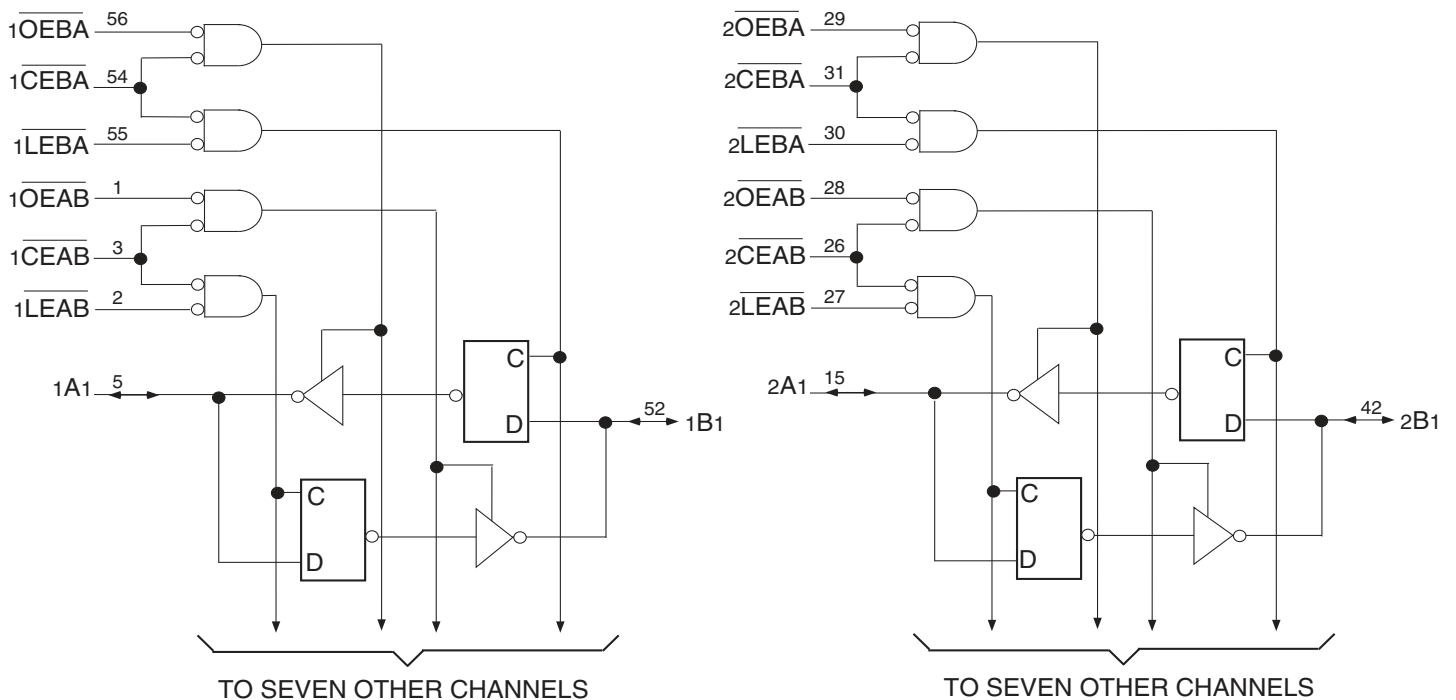 1OEBA 56
1CEBA 54
1LEBA 55
1OEAB 1
1CEAB 3
1LEAB 2
1A1 5
C
D
52 1B1
C
D
TO SEVEN OTHER CHANNELS
2OEBA 29
2CEBA 31
2LEBA 30
2OEAB 28
2CEAB 26
2LEAB 27
2A1 15
C
D
42 2B1
C
D
TO SEVEN OTHER CHANNELS